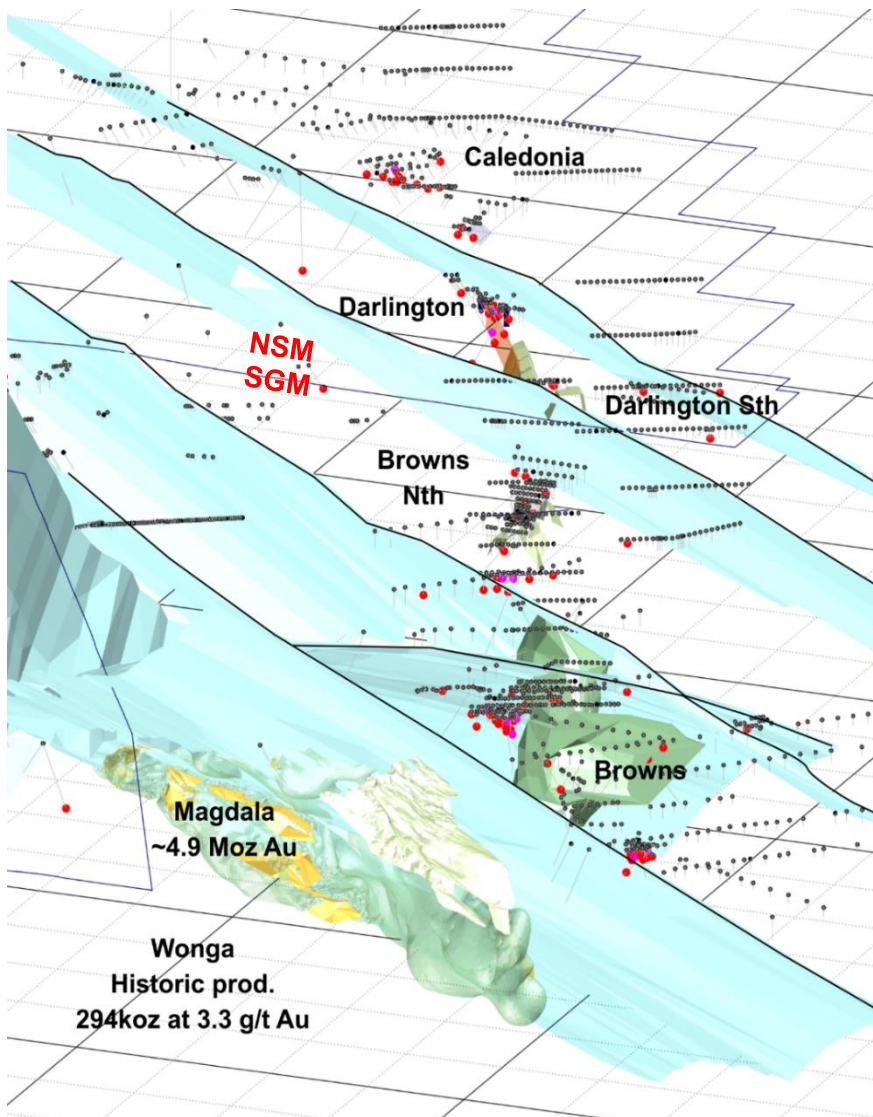 Caledonia
Darlington
NSM
SGM
Darlington Sth
Browns
Nth
Browns
Magdala
~4.9 Moz Au
Wonga
Historic prod.
294koz at 3.3 g/t Au